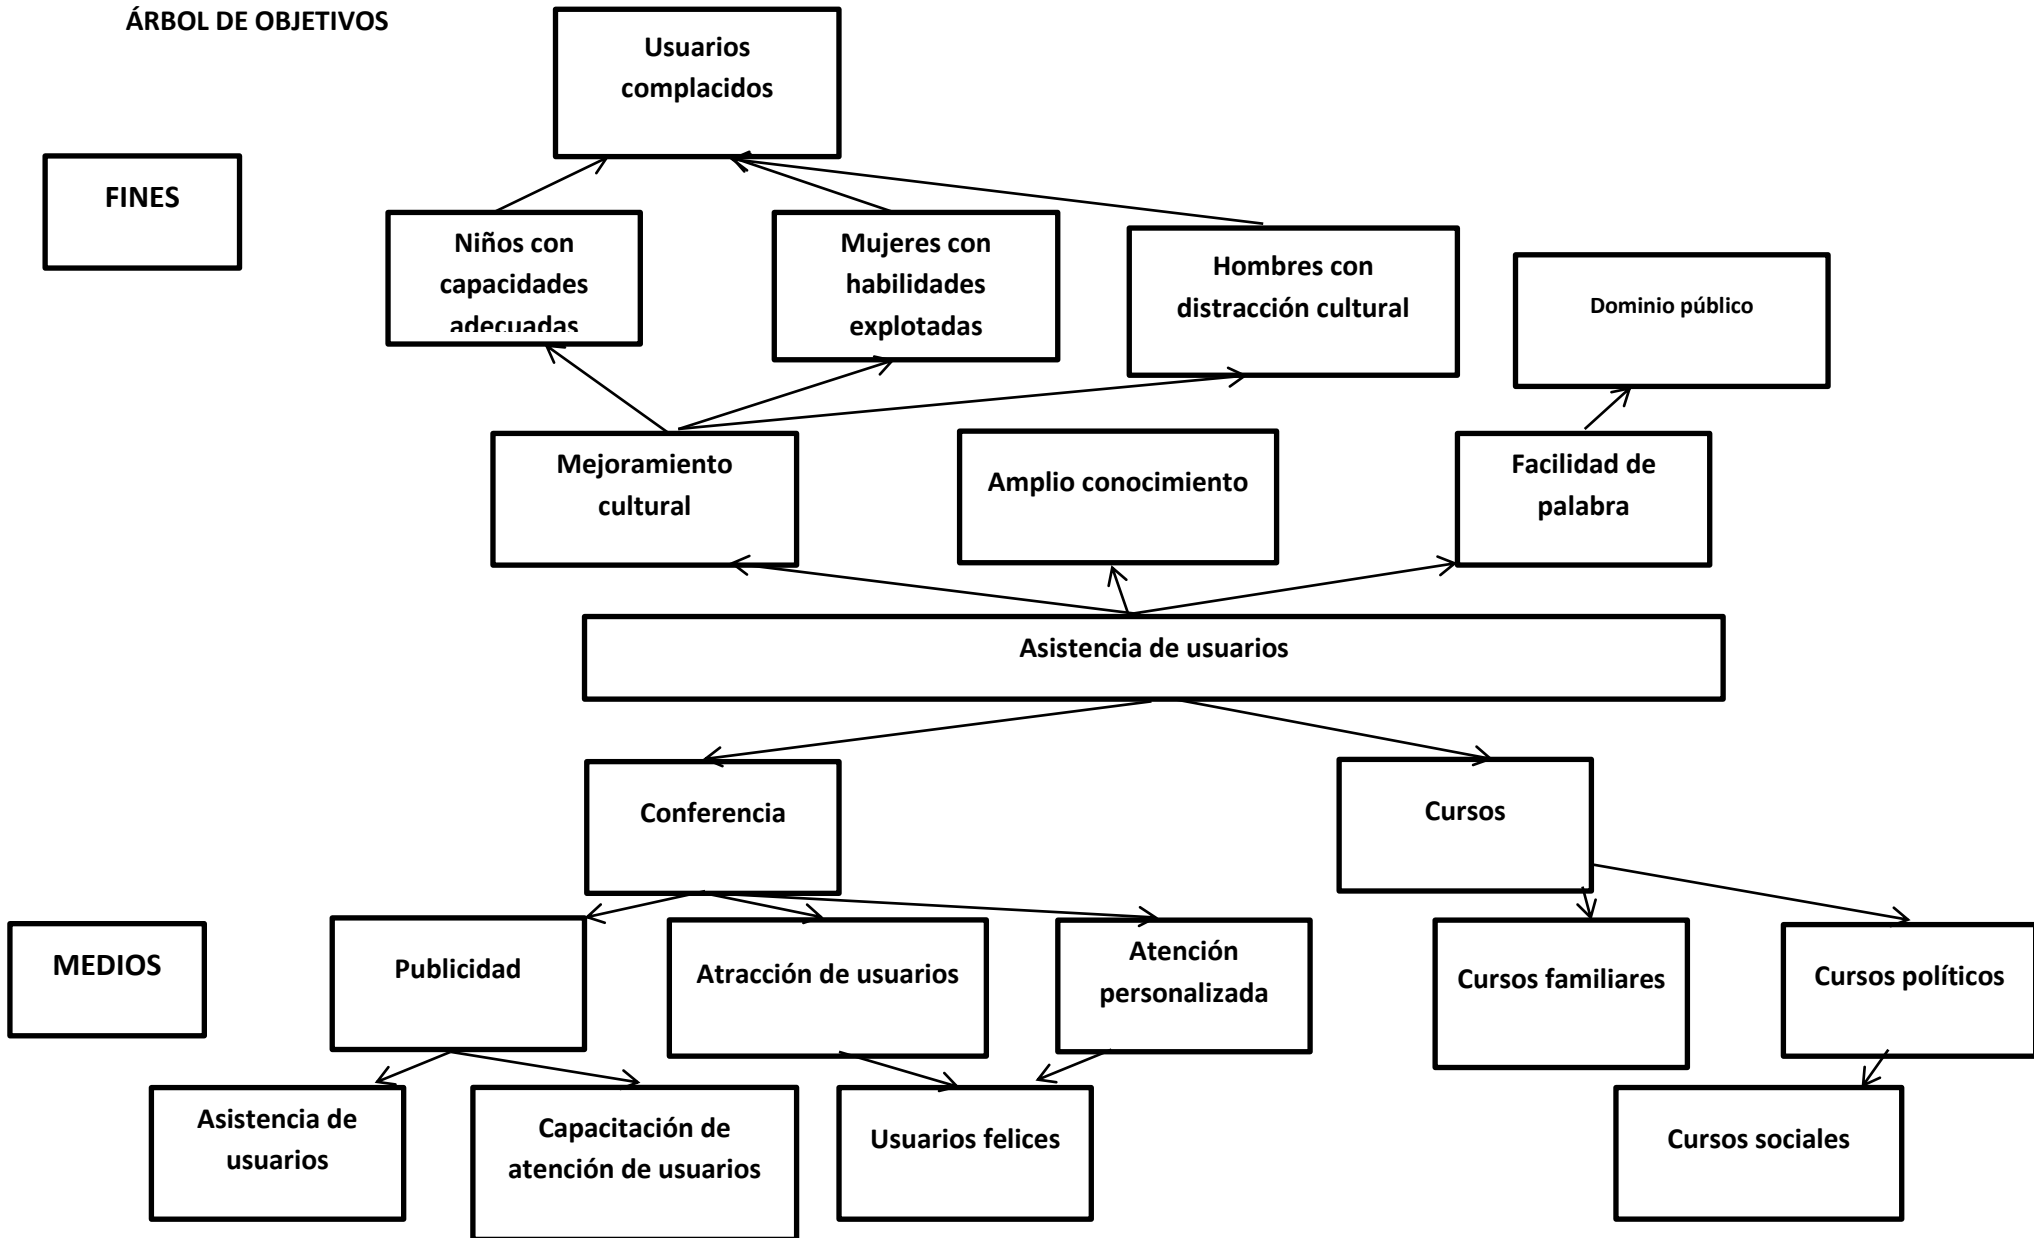 ÁRBOL DE OBJETIVOS
Usuarios
complacidos
FINES
Niños con
capacidades
adecuadas
Mujeres con
habilidades
explotadas
Hombres con
distracción cultural
Dominio público
Mejoramiento
cultural
Amplio conocimiento
Facilidad de
palabra
Asistencia de usuarios
Conferencia
Cursos
MEDIOS
Publicidad
Atracción de usuarios
Atención
personalizada
Cursos familiares
Cursos políticos
Asistencia de
usuarios
Capacitación de
atención de usuarios
Usuarios felices
Cursos sociales